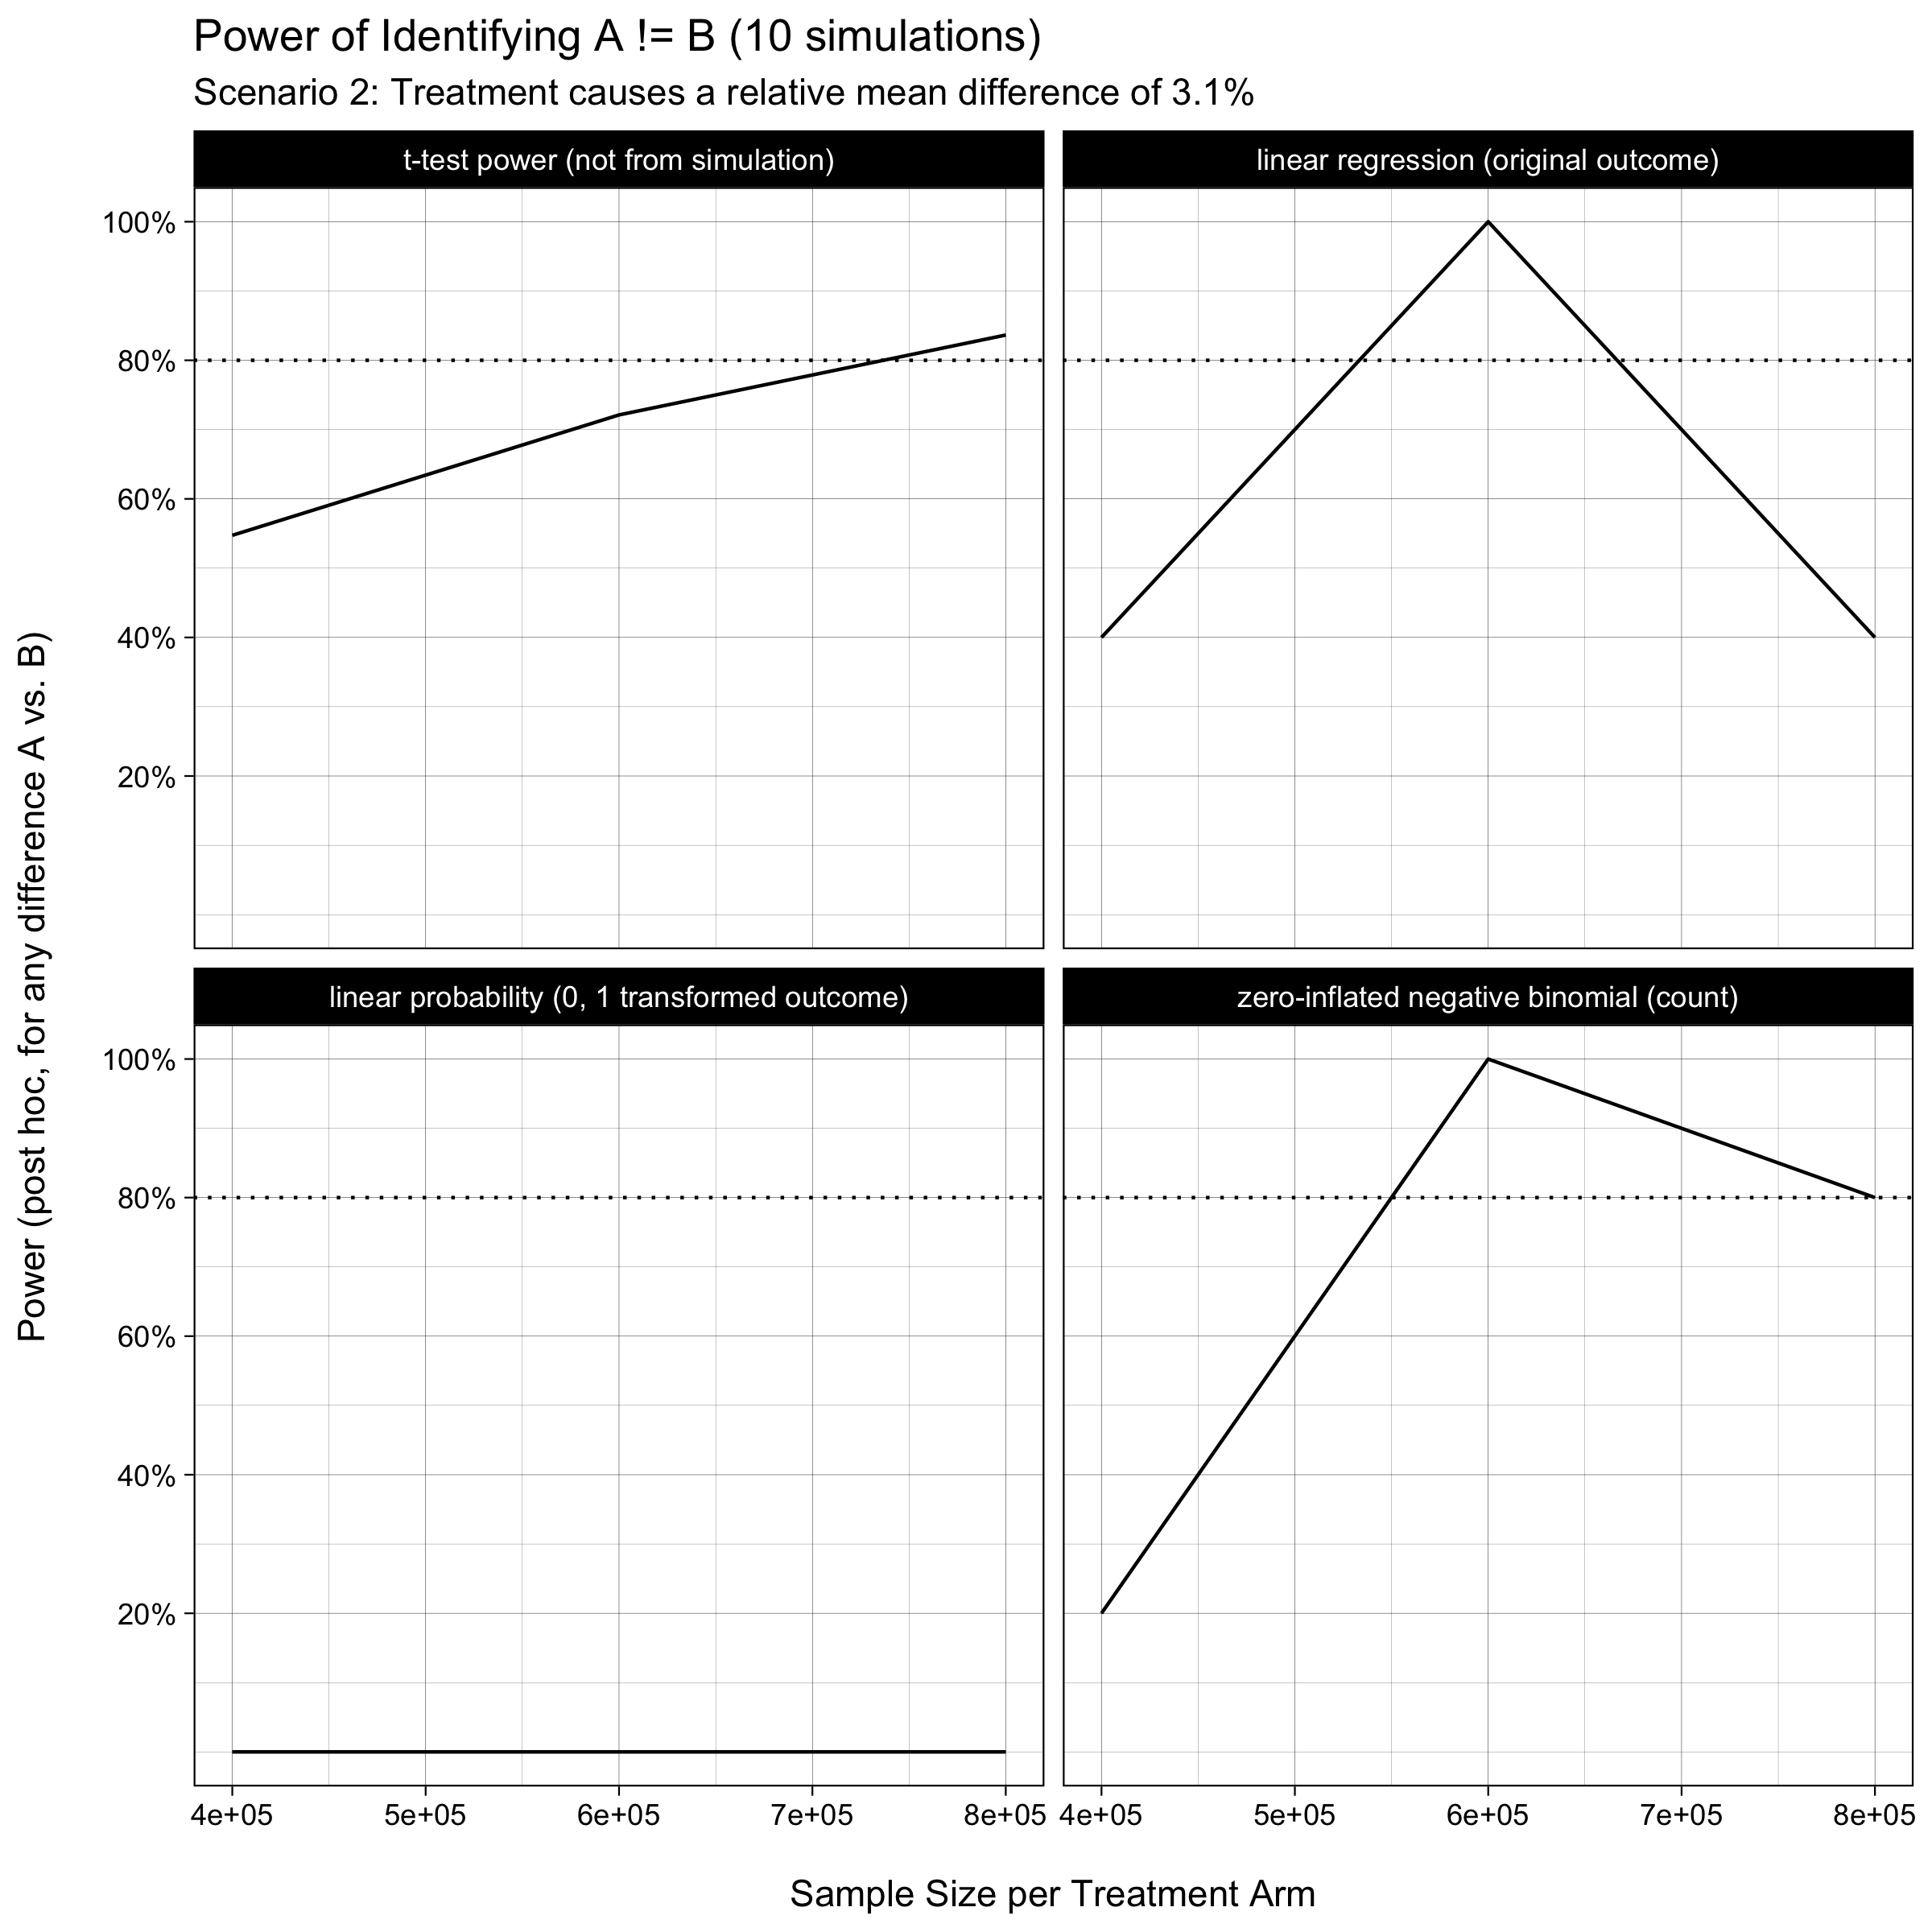 Power of Identifying A != B (10 simulations)
Scenario 2: Treatment causes a relative mean difference of 3.1%
Power (post hoc, for any difference A vs. B)
t-test power (not from simulation)
linear regression (original outcome)
100%
80%
60%
40%
20%
linear probability (0, 1 transformed outcome)
zero-inflated negative binomial (count)
100%
80%
60%
40%
20%
4e+05 5e+05 6e+05 7e+05 8e+05
4e+05 5e+05 6e+05 7e+05 8e+05
Sample Size per Treatment Arm